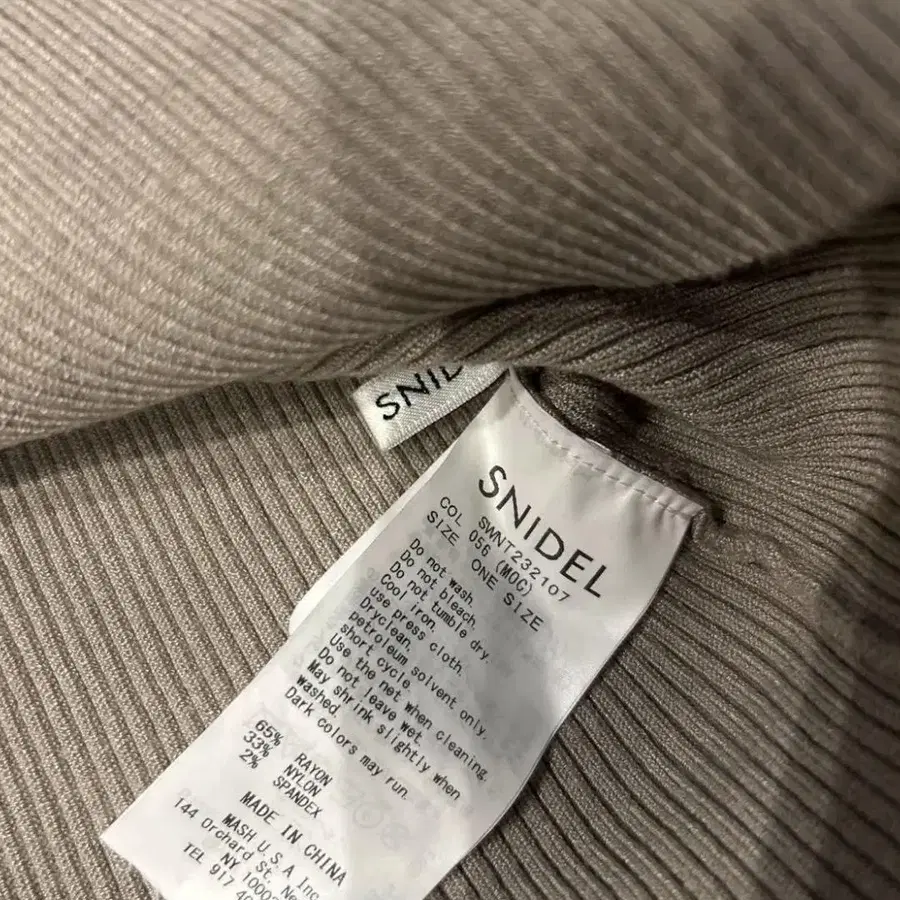 SNID
SNIDEL
SWNT232107
COL 056 (MOC)
SIZE ONE SIZE
Do not wash.
Do not bleach.
Do not tumble dry.
Cool iron,
use press cloth.
Dryclean,
petroleum solvent only.
short cycle.
Use the net when cleaning.
Do not leave wet.
May shrink slightly when
washed.
Dark colors may run.
65% RAYON
33% NYLON
2% SPANDEX
MADE IN CHINA
MASH U.S.A Inc.
144 Orchard St.
NY
TEL 917